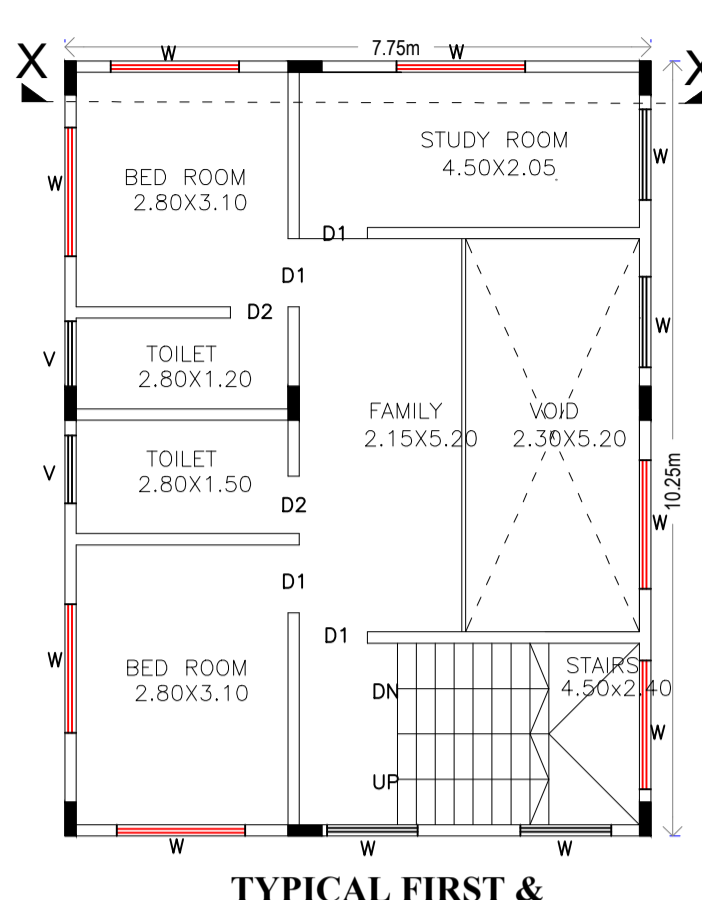 7.75m
W
W
X
X
BED ROOM
2.80X3.10
STUDY ROOM
4.50X2.05
W
W
D1
D1
D2
W
V
TOILET
2.80X1.20
FAMILY
2.15X5.20
VOID
2.30X5.20
TOILET
2.80X1.50
V
10.25m
D2
W
D1
D1
BED ROOM
2.80X3.10
W
STAIRS
4.50x2.40
DN
W
UP
W
W
W
TYPICAL FIRST &